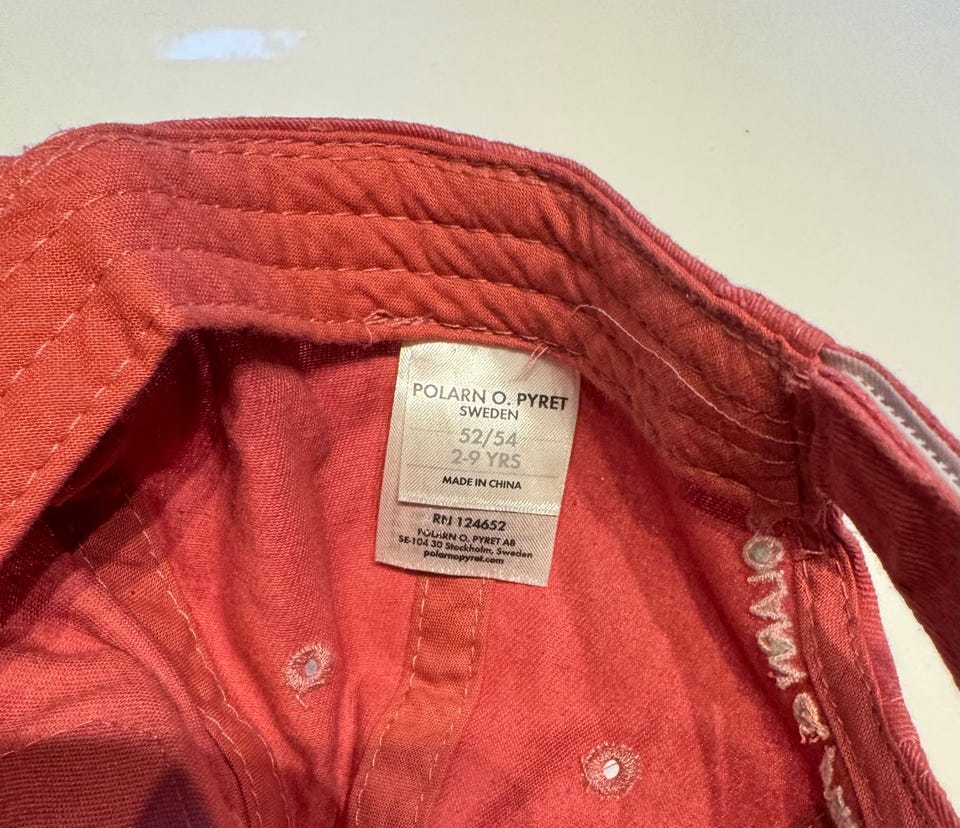 POLARN O. PYRET
SWEDEN
52/54
2-9 YRS
MADE IN CHINA
RN 124652
POLARN O. PYRET AB
SE-104 30 Stockholm, Sweden
polarnopyret.com